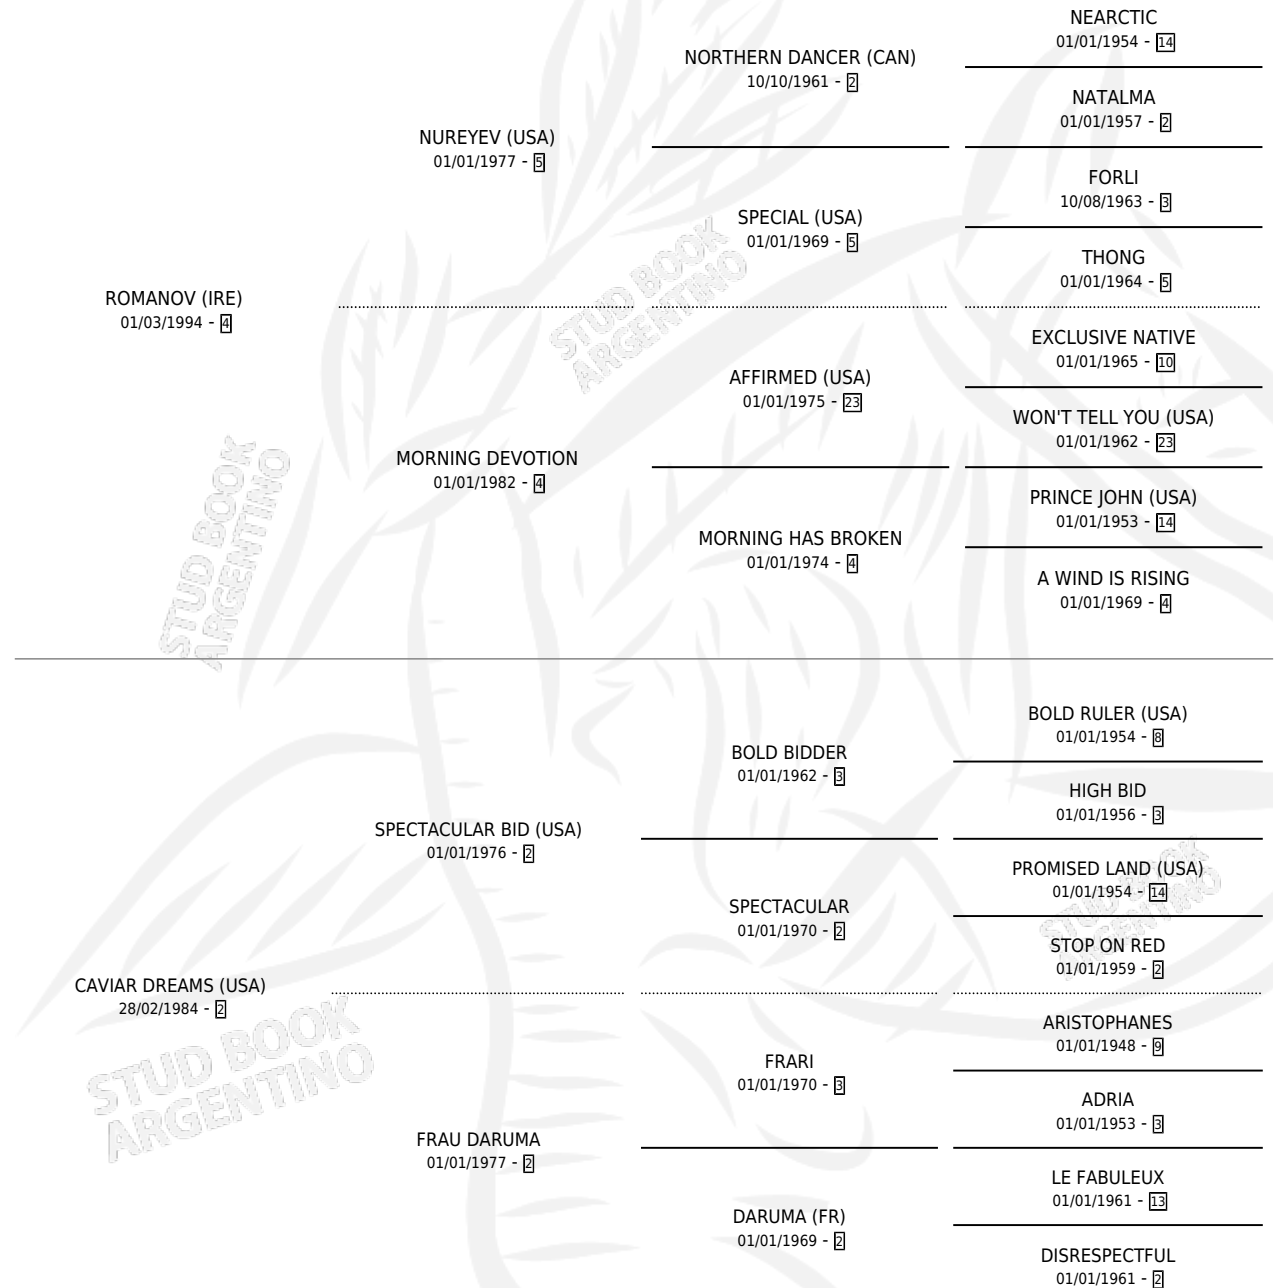 NEARCTIC
01/01/1954 - 14
NORTHERN DANCER (CAN)
10/10/1961 - 2
NATALMA
01/01/1957 - 2
NUREYEV (USA)
01/01/1977 - 5
FORLI
10/08/1963 - 3
SPECIAL (USA)
01/01/1969 - 5
THONG
01/01/1964 - 5
ROMANOV (IRE)
01/03/1994 - 4
STUD BOOK
ARGENTINO
EXCLUSIVE NATIVE
01/01/1965 - 10
AFFIRMED (USA)
01/01/1975 - 23
WON'T TELL YOU (USA)
01/01/1962 - 23
MORNING DEVOTION
01/01/1982 - 4
PRINCE JOHN (USA)
01/01/1953 - 14
MORNING HAS BROKEN
01/01/1974 - 4
A WIND IS RISING
01/01/1969 - 4
STUD BOOK
ARGENTINO
BOLD RULER (USA)
01/01/1954 - 8
BOLD BIDDER
01/01/1962 - 3
HIGH BID
01/01/1956 - 3
SPECTACULAR BID (USA)
01/01/1976 - 2
PROMISED LAND (USA)
01/01/1954 - 14
SPECTACULAR
01/01/1970 - 2
STOP ON RED
01/01/1959 - 2
STUD BOOK
ARGENTINO
CAVIAR DREAMS (USA)
28/02/1984 - 2
ARISTOPHANES
01/01/1948 - 9
FRARI
01/01/1970 - 3
ADRIA
01/01/1953 - 3
STUD BOOK
ARGENTINO
FRAU DARUMA
01/01/1977 - 2
LE FABULEUX
01/01/1961 - 13
DARUMA (FR)
01/01/1969 - 2
DISRESPECTFUL
01/01/1961 - 2